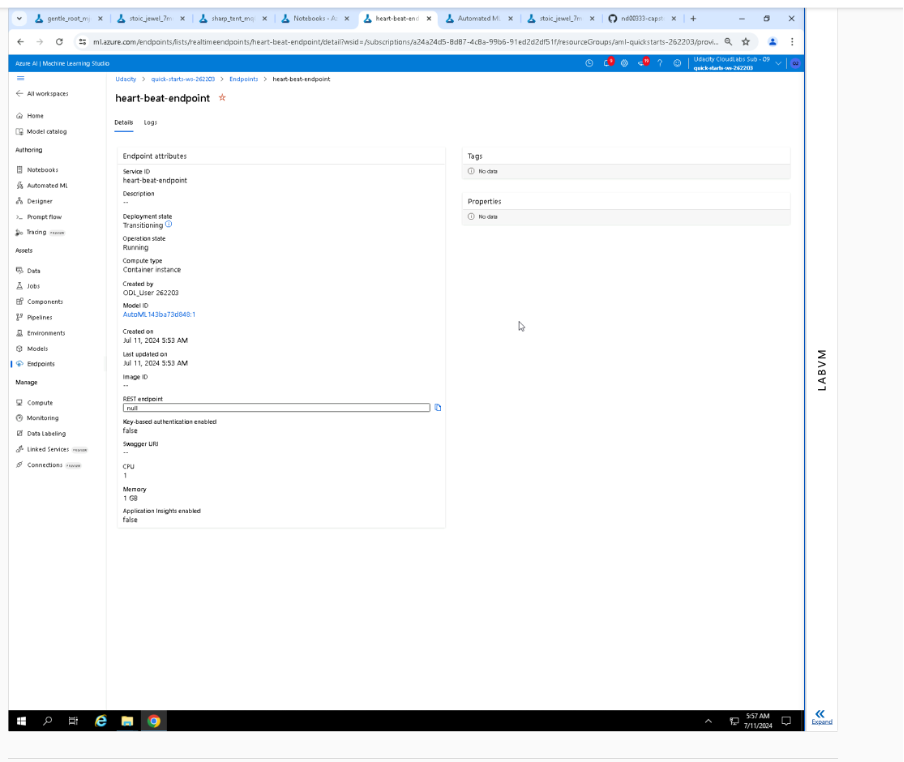 gentle_root_my
stoic_jewel_7m
sharp_tent_mq
Notebooks - A
heart-beat-end
Automated ML
stoic_jewel_7m
nd00333-capst
ml.azure.com/endpoints/lists/realtimeendpoints/heart-beat-endpoint/detail?wsid=/subscriptions/a24a24d5-8d87-4c8a-99b6-91ed2d2df51f/resourceGroups/aml-quickstarts-262203/provi...
Azure AI | Machine Learning Studio
Udacity CloudLabs Sub - 09
quick-starts-ws-262203
Udacity > quick-starts-ws-262203 > Endpoints > heart-beat-endpoint
All workspaces
Home
Model catalog
Authoring
Notebooks
Automated ML
Designer
Prompt flow
Tracing PREVIEW
Assets
Data
Jobs
Components
Pipelines
Environments
Models
Endpoints
Manage
Compute
Monitoring
Data Labeling
Linked Services PREVIEW
Connections PREVIEW
heart-beat-endpoint
Details Logs
Endpoint attributes
Service ID
heart-beat-endpoint
Description
--
Deployment state
Transitioning
Operation state
Running
Compute type
Container instance
Created by
ODL_User 262203
Model ID
AutoML143ba73d840:1
Created on
Jul 11, 2024 5:53 AM
Last updated on
Jul 11, 2024 5:53 AM
Image ID
--
REST endpoint
null
Key-based authentication enabled
false
Swagger URI
--
CPU
1
Memory
1 GB
Application Insights enabled
false
Tags
No data
Properties
No data
LABVM
Expand
5:57 AM
7/11/2024